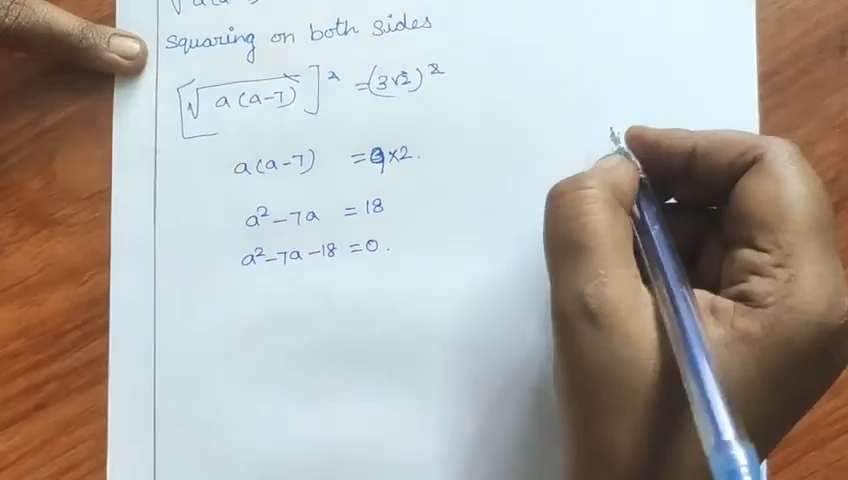 squaring on both sides
[√a(a-7)]² =(3√2)²
a(a-7) =9×2.
a²-7a =18
a²-7a-18=0.